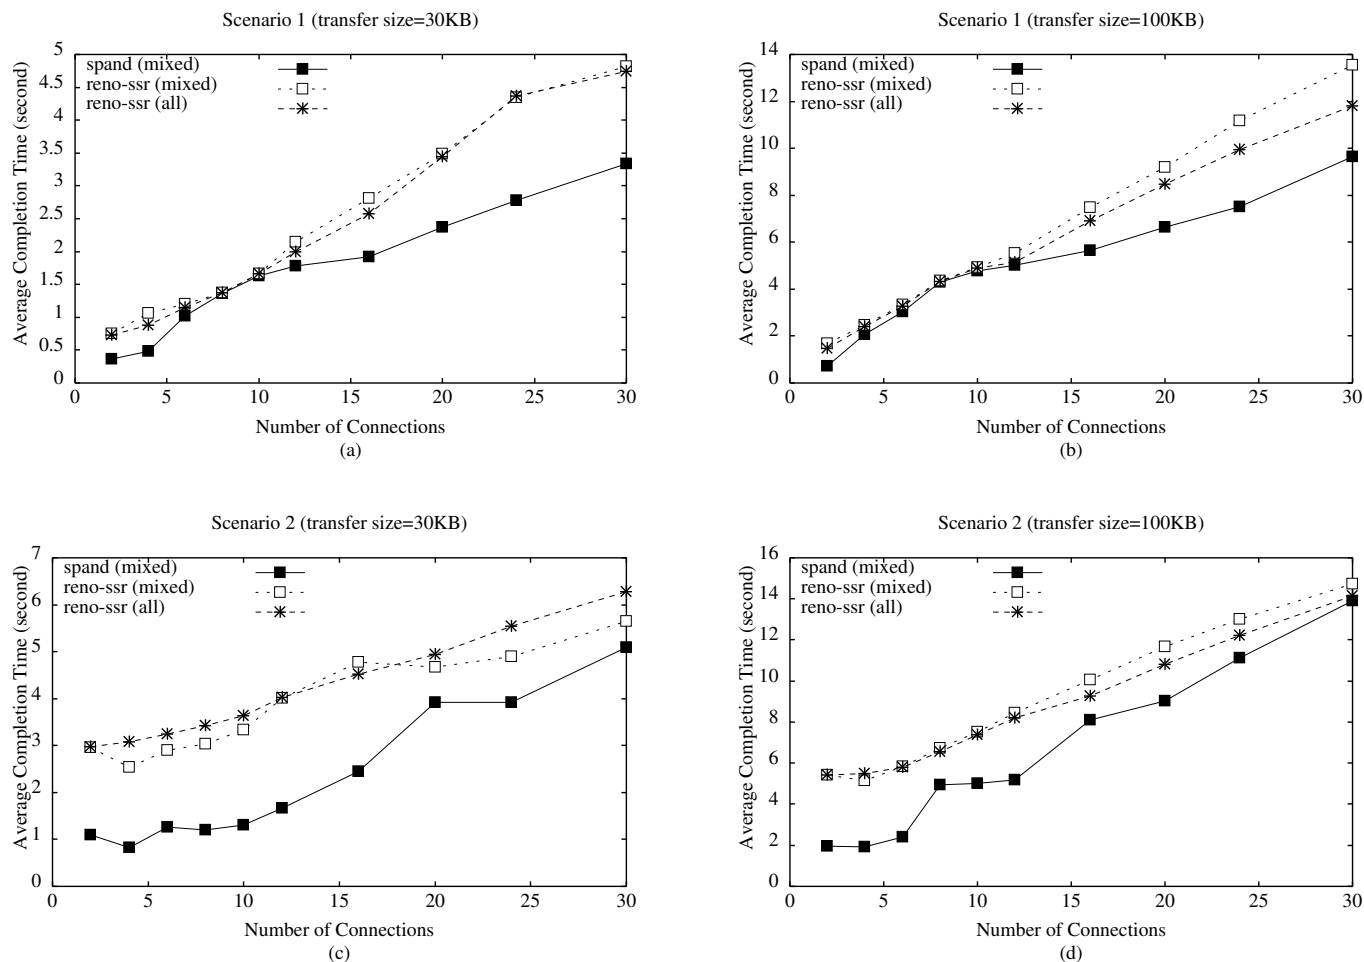 Scenario 1 (transfer size=30KB)
Average Completion Time (second)
5
4.5
4
3.5
3
2.5
2
1.5
1
0.5
0
spand (mixed)
reno-ssr (mixed)
reno-ssr (all)
0 5 10 15 20 25 30
Number of Connections
(a)
Scenario 1 (transfer size=100KB)
Average Completion Time (second)
14
12
10
8
6
4
2
0
spand (mixed)
reno-ssr (mixed)
reno-ssr (all)
0 5 10 15 20 25 30
Number of Connections
(b)
Scenario 2 (transfer size=30KB)
Average Completion Time (second)
7
6
5
4
3
2
1
0
spand (mixed)
reno-ssr (mixed)
reno-ssr (all)
0 5 10 15 20 25 30
Number of Connections
(c)
Scenario 2 (transfer size=100KB)
Average Completion Time (second)
16
14
12
10
8
6
4
2
0
spand (mixed)
reno-ssr (mixed)
reno-ssr (all)
0 5 10 15 20 25 30
Number of Connections
(d)